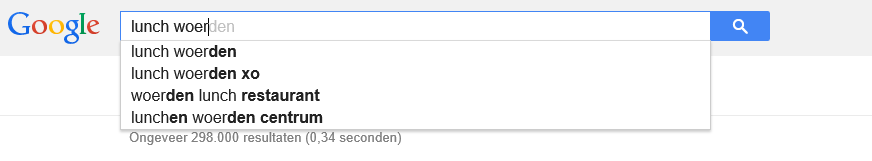 Google lunch woerden
lunch woerden
lunch woerden xo
woerden lunch restaurant
lunchen woerden centrum
Ongeveer 298.000 resultaten (0,34 seconden)